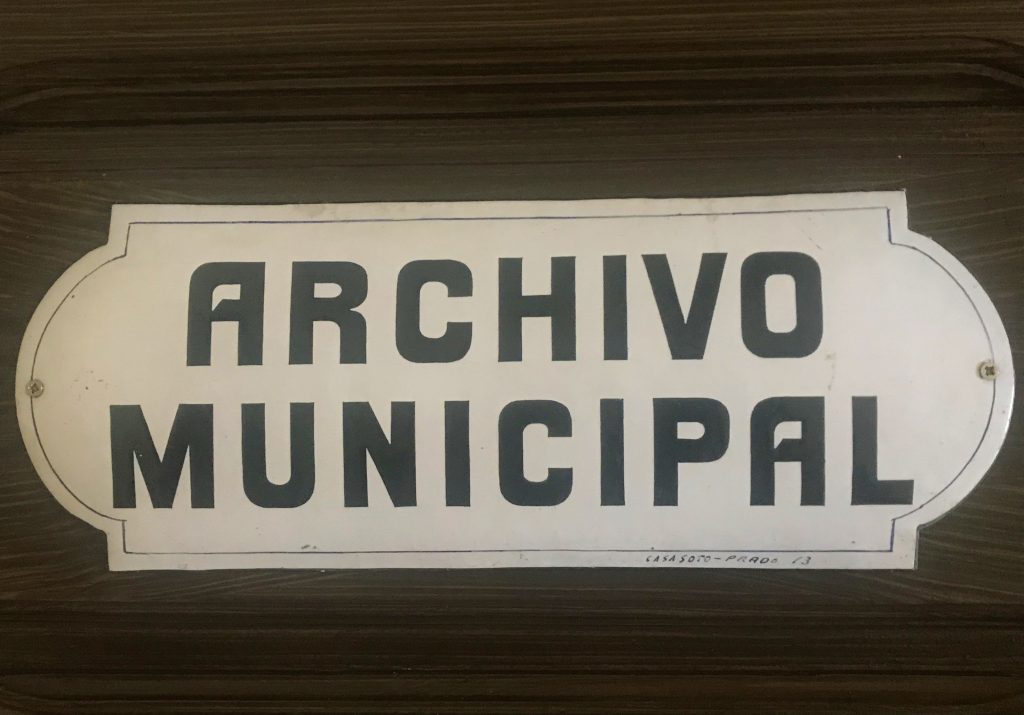 ARCHIVO
MUNICIPAL
CASA SOTO - PRADO 13